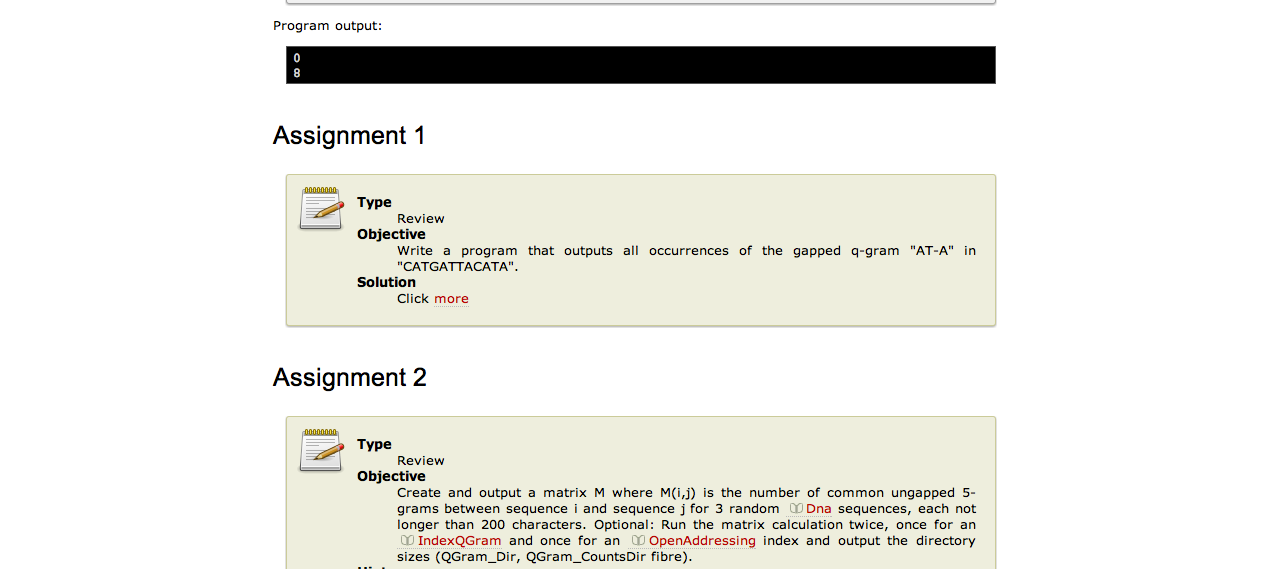 Program output:
0
8
Assignment 1
Type
Review
Objective
Write a program that outputs all occurrences of the gapped q-gram "AT-A" in
"CATGATTACATA".
Solution
Click more
Assignment 2
Type
Review
Objective
Create and output a matrix M where M(i,j) is the number of common ungapped 5-
grams between sequence i and sequence j for 3 random Dna sequences, each not
longer than 200 characters. Optional: Run the matrix calculation twice, once for an
IndexQGram and once for an OpenAddressing index and output the directory
sizes (QGram_Dir, QGram_CountsDir fibre).